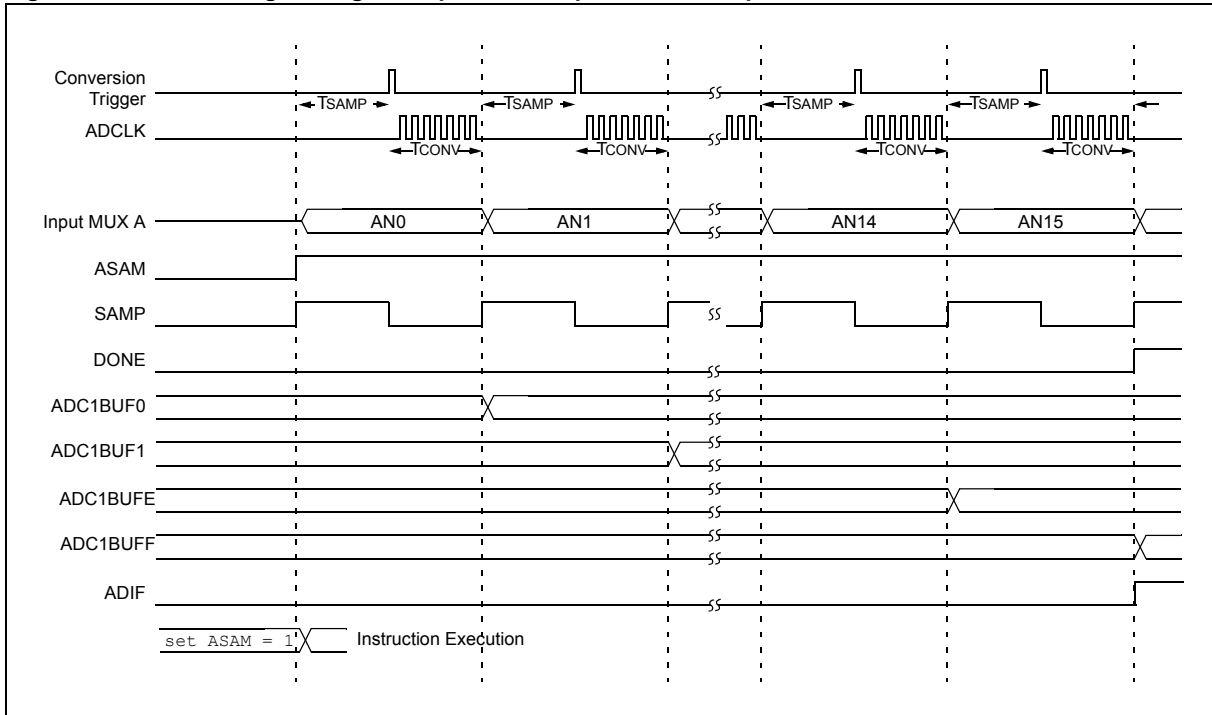 Conversion
Trigger
TSAMP TSAMP TSAMP TSAMP
ADCLK
TCONV TCONV TCONV TCONV
Input MUX A AN0 AN1 AN14 AN15
ASAM
SAMP
DONE
ADC1BUF0
ADC1BUF1
ADC1BUFE
ADC1BUFF
ADIF
set ASAM = 1 Instruction Execution